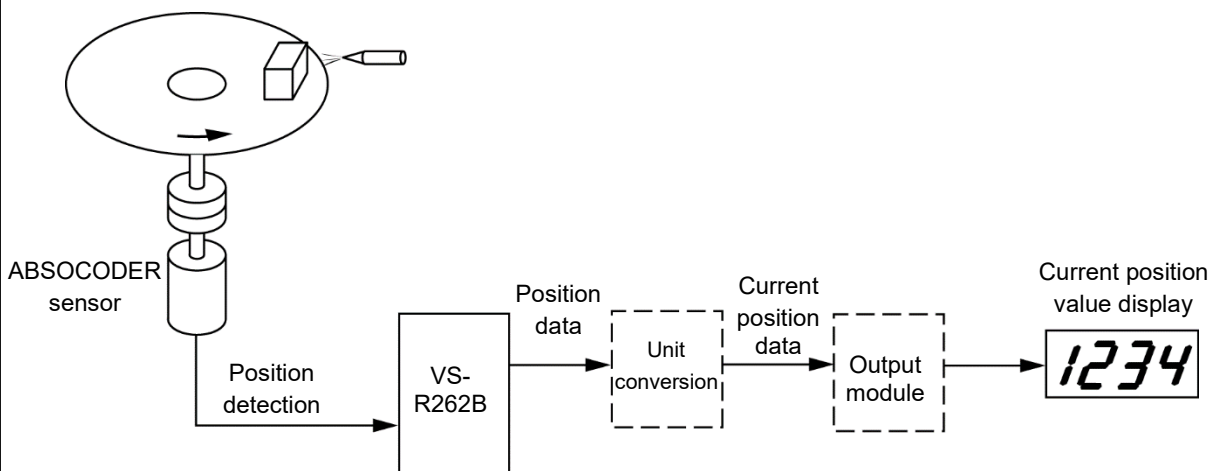 ABSOCODER
sensor
Position
detection
VS-
R262B
Position
data
Unit
conversion
Current
position
data
Output
module
Current position
value display
1234